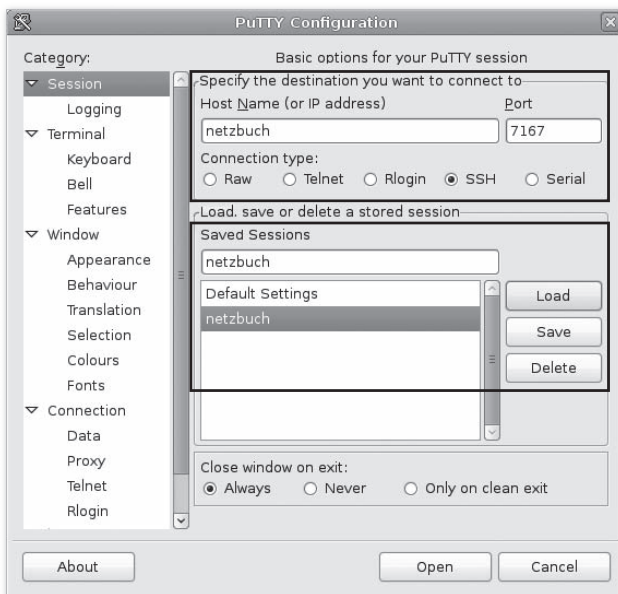 PuTTY Configuration
Category:
Session
Logging
Terminal
Keyboard
Bell
Features
Window
Appearance
Behaviour
Translation
Selection
Colours
Fonts
Connection
Data
Proxy
Telnet
Rlogin
Basic options for your PuTTY session
Specify the destination you want to connect to
Host Name (or IP address) Port
netzbuch 7167
Connection type:
Raw Telnet Rlogin SSH Serial
Load, save or delete a stored session
Saved Sessions
netzbuch
Default Settings
netzbuch
Load
Save
Delete
Close window on exit:
Always Never Only on clean exit
About Open Cancel